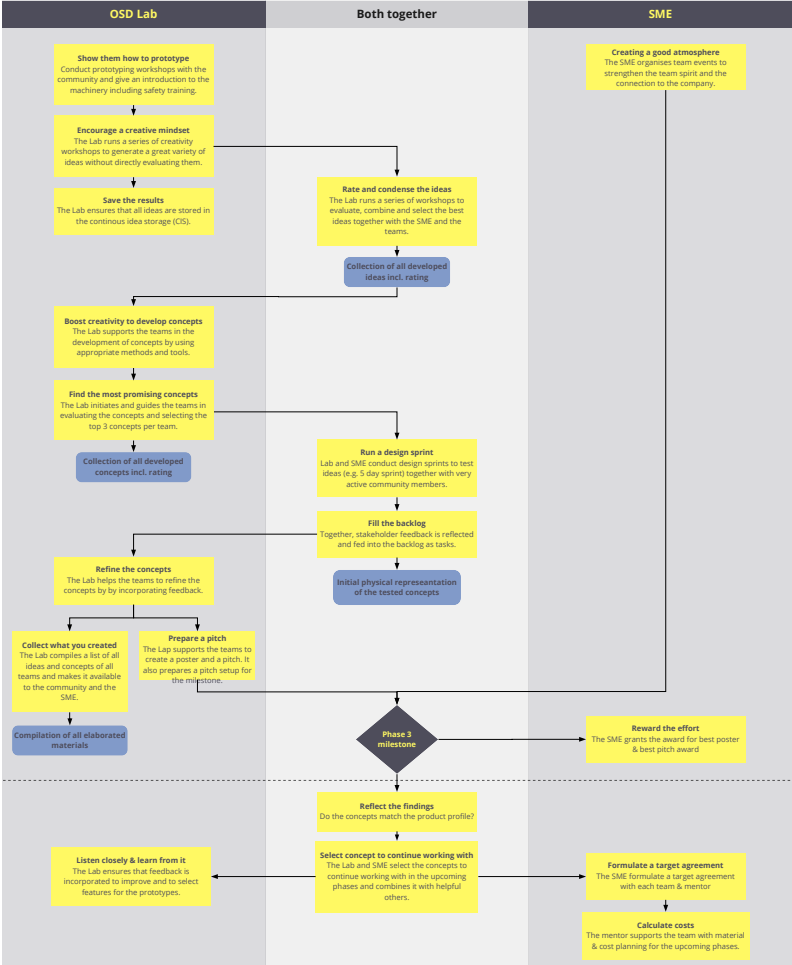 OSD Lab
Both together
SME
Show them how to prototype
Conduct prototyping workshops with the
community and give an introduction to the
machinery including safety training.
Creating a good atmosphere
The SME organises team events to
strengthen the team spirit and the
connection to the company.
Encourage a creative mindset
The Lab runs a series of creativity
workshops to generate a great variety of
ideas without directly evaluating them.
Save the results
The Lab ensures that all ideas are stored in
the continous idea storage (CIS).
Rate and condense the ideas
The Lab runs a series of workshops to
evaluate, combine and select the best
ideas together with the SME and the
teams.
Collection of all developed
ideas incl. rating
Boost creativity to develop concepts
The Lab supports the teams in the
development of concepts by using
appropriate methods and tools.
Find the most promising concepts
The Lab initiates and guides the teams in
evaluating the concepts and selecting the
top 3 concepts per team.
Collection of all developed
concepts incl. rating
Run a design sprint
Lab and SME conduct design sprints to test
ideas (e.g. 5 day sprint) together with very
active community members.
Fill the backlog
Together, stakeholder feedback is reflected
and fed into the backlog as tasks.
Initial physical represeantation
of the tested concepts
Refine the concepts
The Lab helps the teams to refine the
concepts by by incorporating feedback.
Collect what you created
The Lab compiles a list of all
ideas and concepts of all
teams and makes it available
to the community and the
SME.
Prepare a pitch
The Lap supports the teams to
create a poster and a pitch. It
also prepares a pitch setup for
the milestone.
Compilation of all elaborated
materials
Phase 3
milestone
Reward the effort
The SME grants the award for best poster
& best pitch award
Reflect the findings
Do the concepts match the product profile?
Select concept to continue working with
The Lab and SME select the concepts to
continue working with in the upcoming
phases and combines it with helpful
others.
Listen closely & learn from it
The Lab ensures that feedback is
incorporated to improve and to select
features for the prototypes.
Formulate a target agreement
The SME formulate a target agreement
with each team & mentor
Calculate costs
The mentor supports the team with material
& cost planning for the upcoming phases.